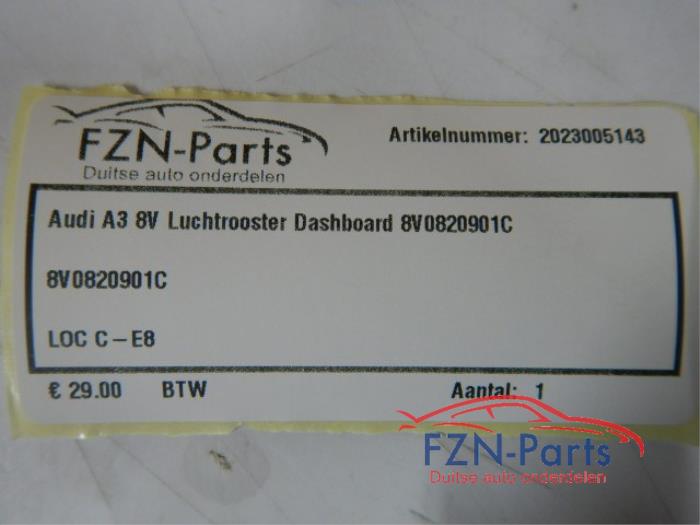 FZN-Parts
Duitse auto onderdelen
Artikelnummer: 2023005143
Audi A3 8V Luchtrooster Dashboard 8V0820901C
8V0820901C
LOC C-E8
€ 29.00 BTW Aantal: 1
FZN-Parts
Duitse auto onderdelen